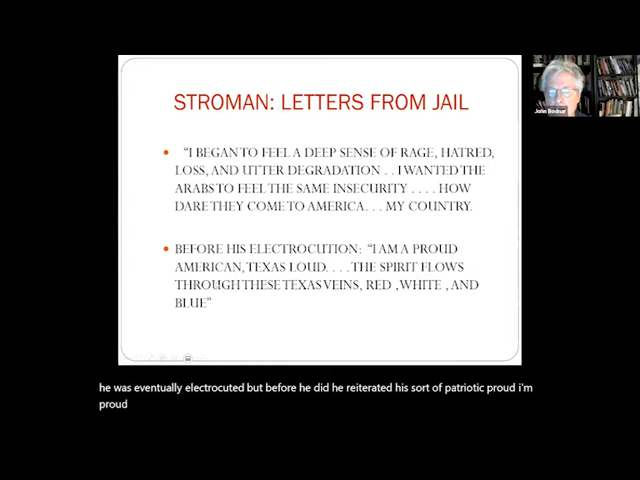 STROMAN: LETTERS FROM JAIL
John Bodnar
• "I BEGAN TO FEEL A DEEP SENSE OF RAGE, HATRED,
LOSS, AND UTTER DEGRADATION . . I WANTED THE
ARABS TO FEEL THE SAME INSECURITY . . . . HOW
DARE THEY COME TO AMERICA. . . MY COUNTRY.
• BEFORE HIS ELECTROCUTION: "I AM A PROUD
AMERICAN, TEXAS LOUD. . . . THE SPIRIT FLOWS
THROUGH THESE TEXAS VEINS, RED ,WHITE , AND
BLUE"
he was eventually electrocuted but before he did he reiterated his sort of patriotic proud i'm
proud